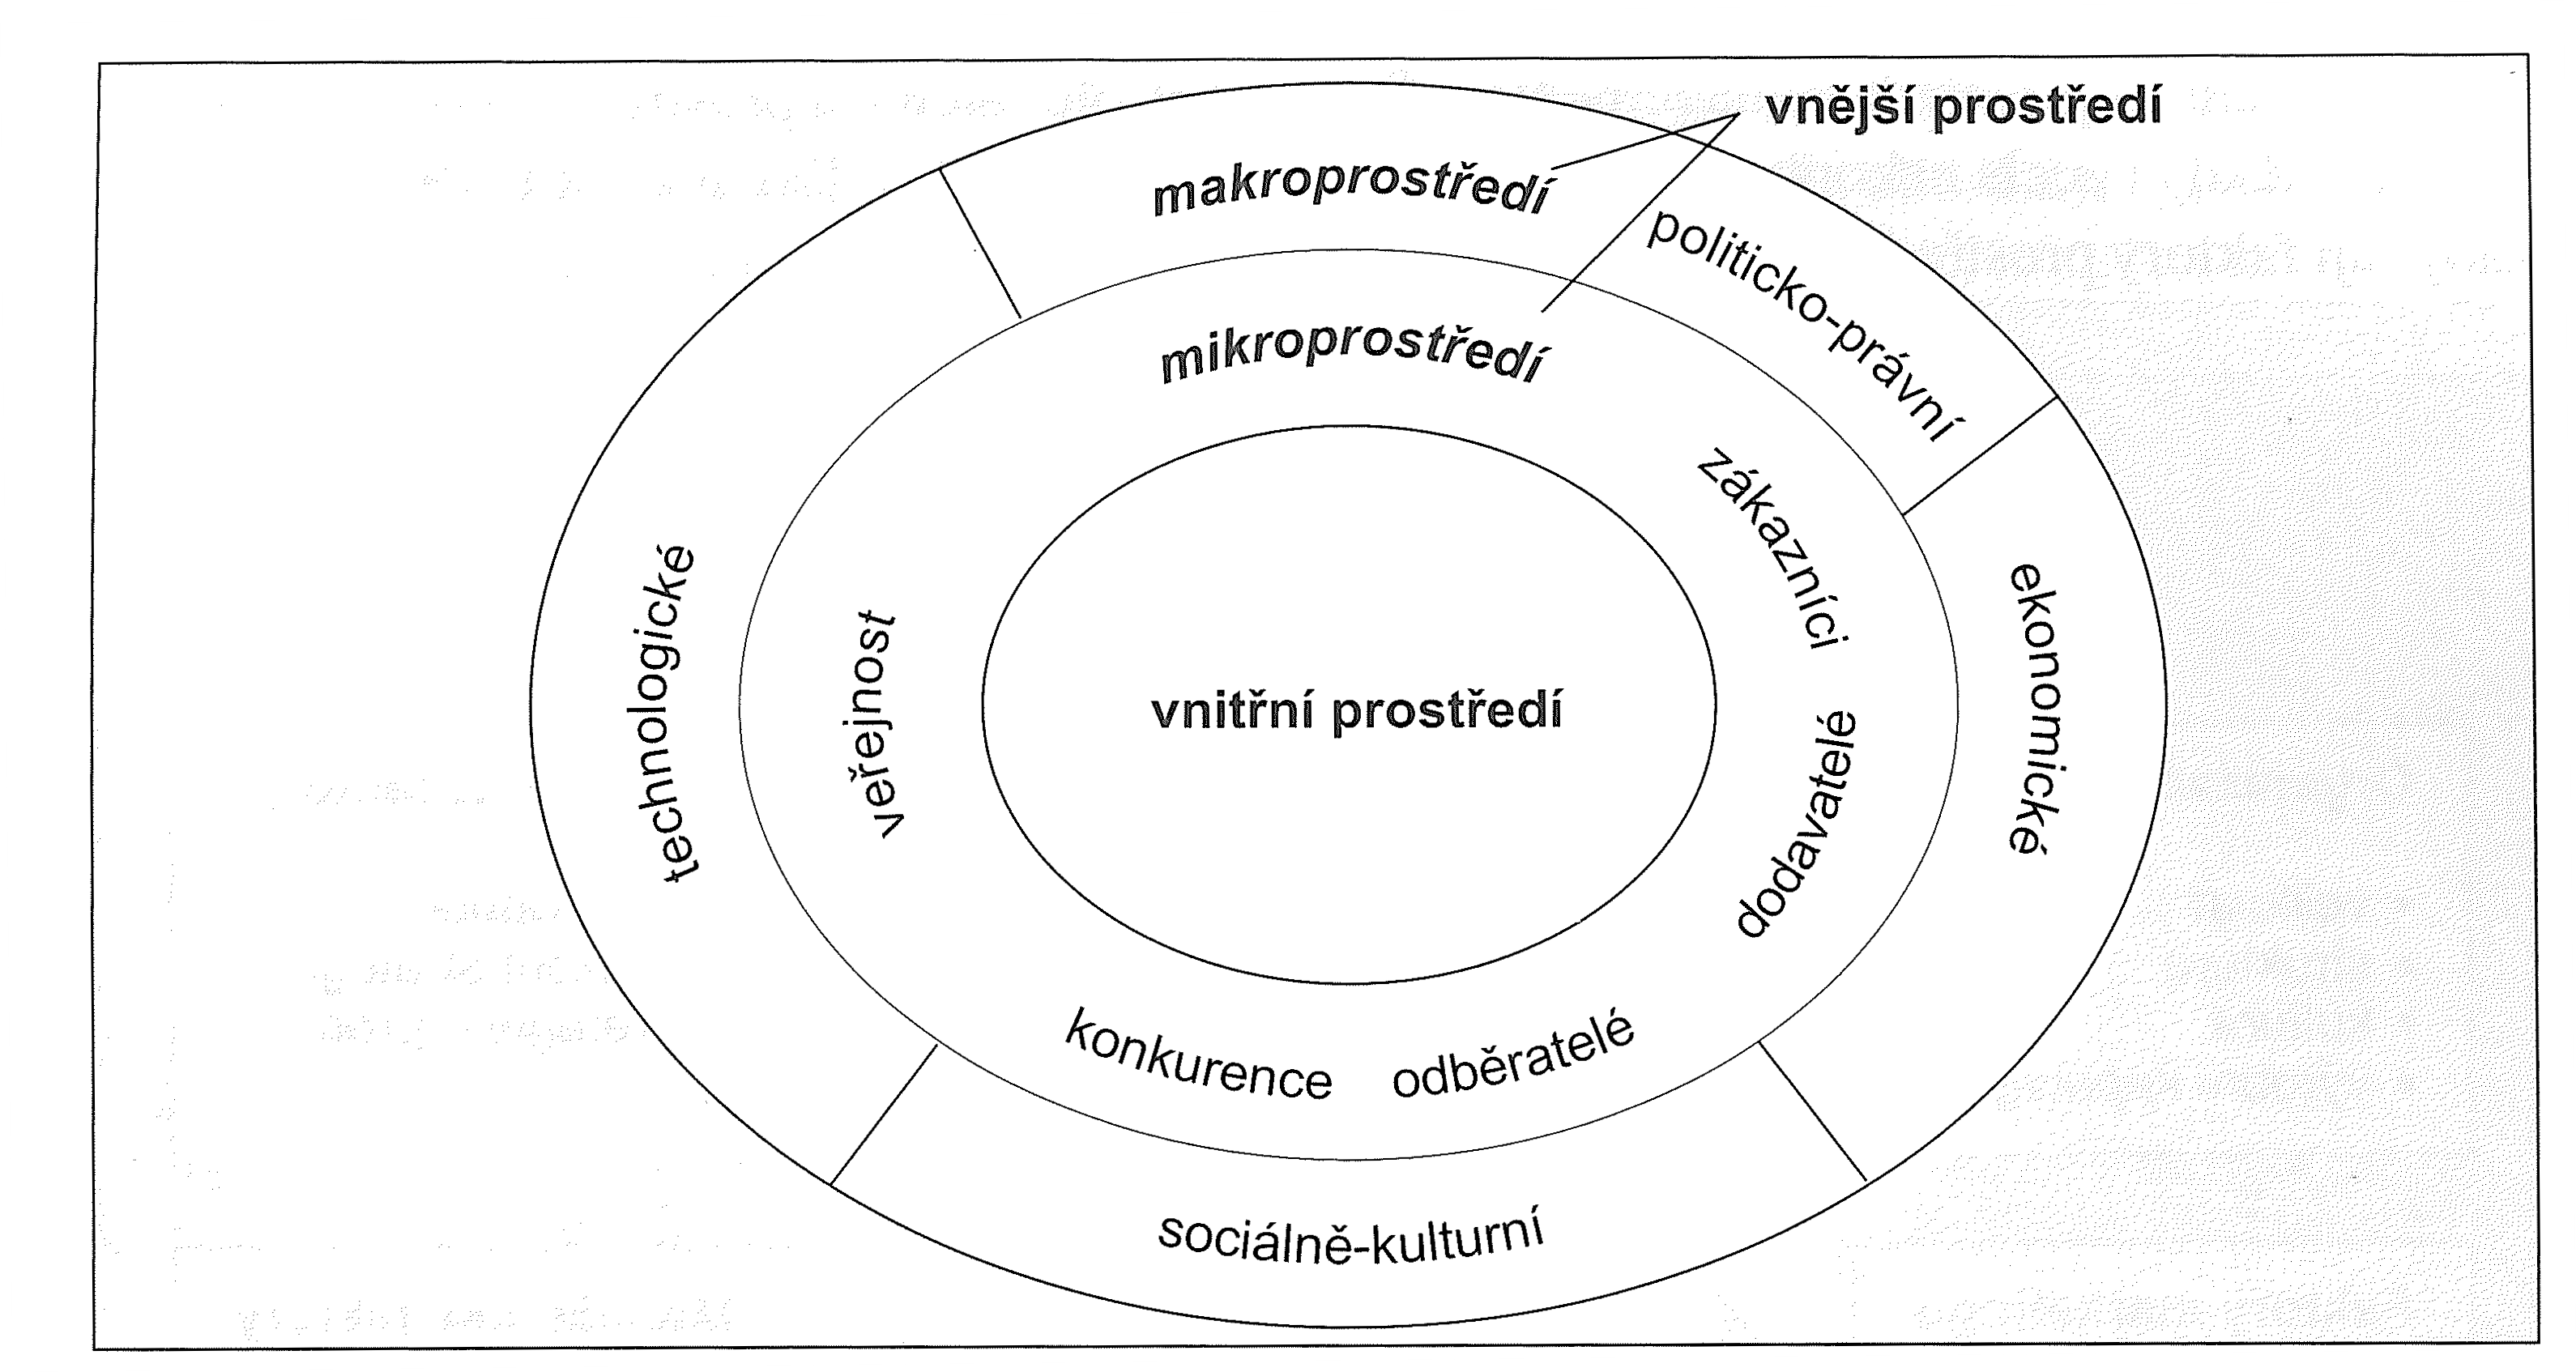 vnější prostředí
makroprostředí
politicko-právní
mikroprostředí
zákazníci
ekonomické
technologické
veřejnost
vnitřní prostředí
dodavatelé
konkurence
odběratelé
sociálně-kulturní